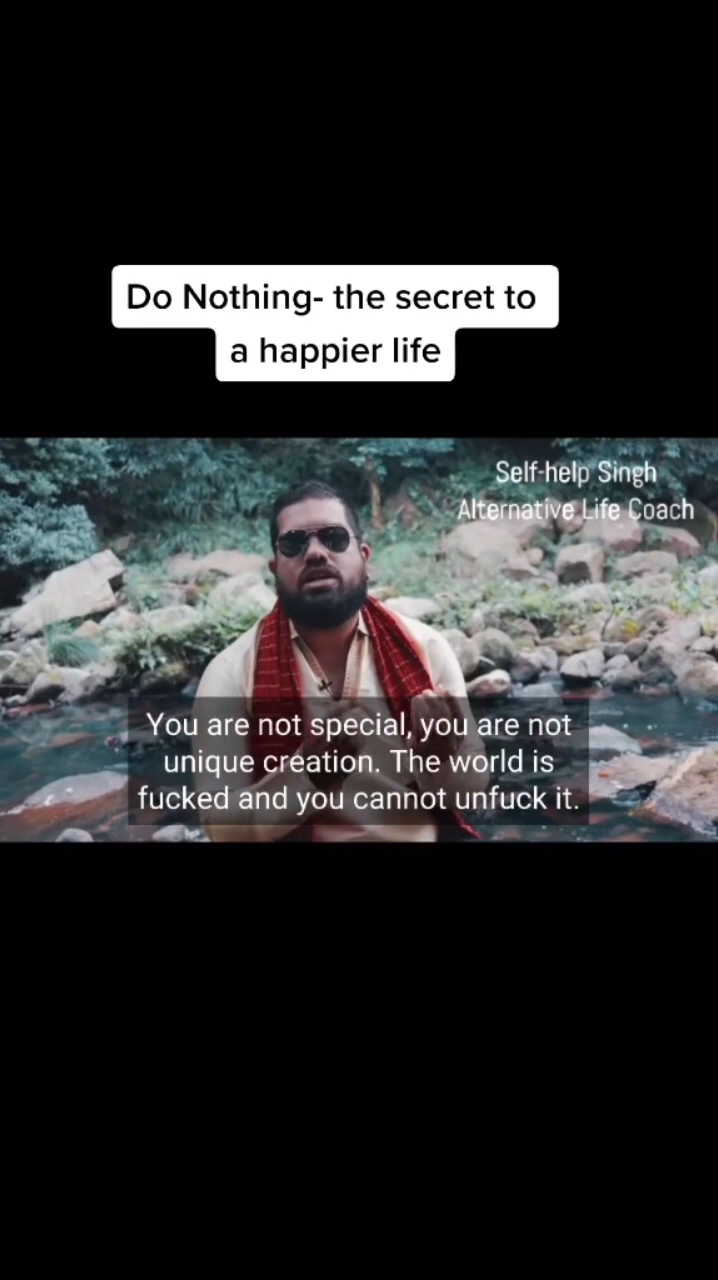 Do Nothing- the secret to
a happier life
Self-help Singh
Alternative Life Coach
You are not special, you are not
unique creation. The world is
fucked and you cannot unfuck it.